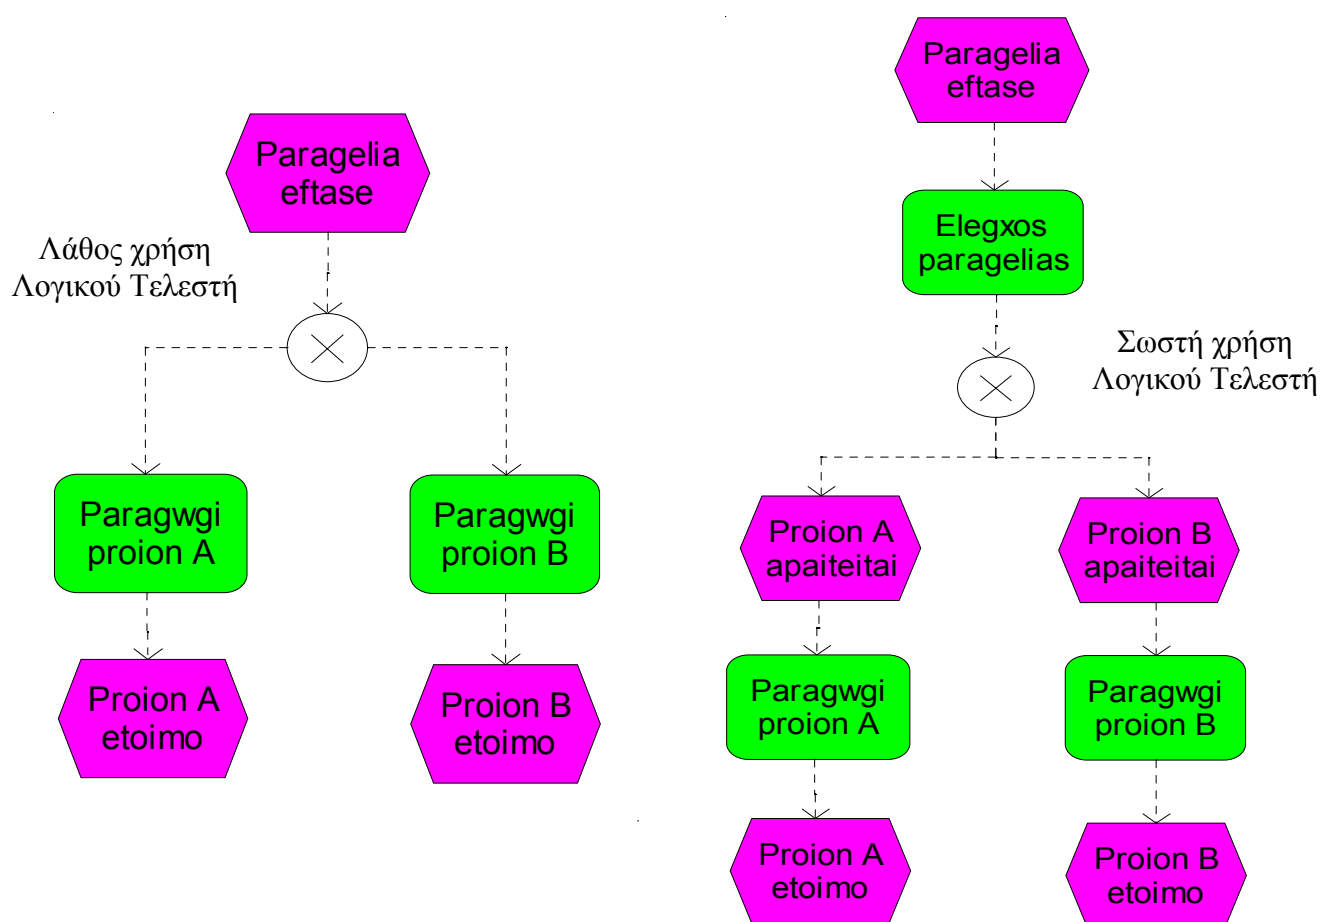 Paragelia
eftase
Λάθος χρήση
Λογικού Τελεστή
Paragwgi
proion A
Paragwgi
proion B
Proion A
etoimo
Proion B
etoimo
Paragelia
eftase
Elegxos
paragelias
Σωστή χρήση
Λογικού Τελεστή
Proion A
apaiteitai
Proion B
apaiteitai
Paragwgi
proion A
Paragwgi
proion B
Proion A
etoimo
Proion B
etoimo